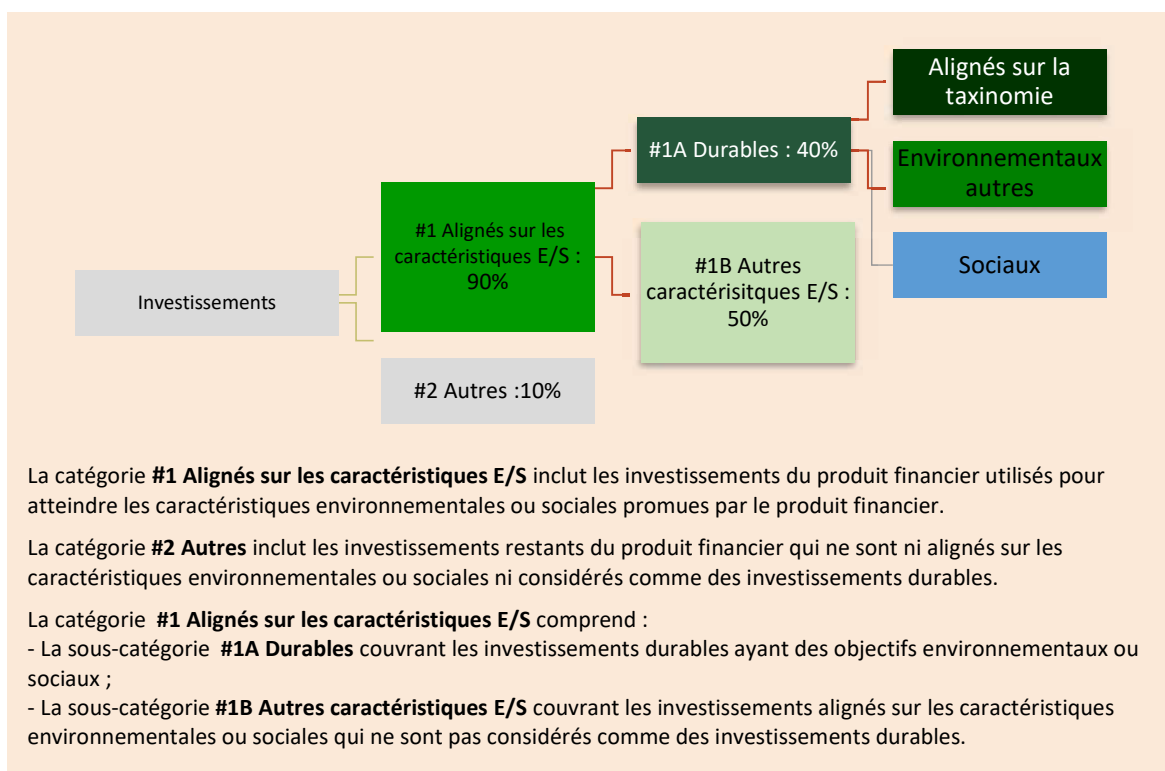 Alignés sur la
taxinomie
#1A Durables : 40%
Environnementaux
autres
#1 Alignés sur les
caractéristiques E/S :
90%
#1B Autres
caractérisitques E/S :
50%
Sociaux
Investissements
#2 Autres :10%
La catégorie #1 Alignés sur les caractéristiques E/S inclut les investissements du produit financier utilisés pour
atteindre les caractéristiques environnementales ou sociales promues par le produit financier.
La catégorie #2 Autres inclut les investissements restants du produit financier qui ne sont ni alignés sur les
caractéristiques environnementales ou sociales ni considérés comme des investissements durables.
La catégorie #1 Alignés sur les caractéristiques E/S comprend :
- La sous-catégorie #1A Durables couvrant les investissements durables ayant des objectifs environnementaux ou
sociaux ;
- La sous-catégorie #1B Autres caractéristiques E/S couvrant les investissements alignés sur les caractéristiques
environnementales ou sociales qui ne sont pas considérés comme des investissements durables.